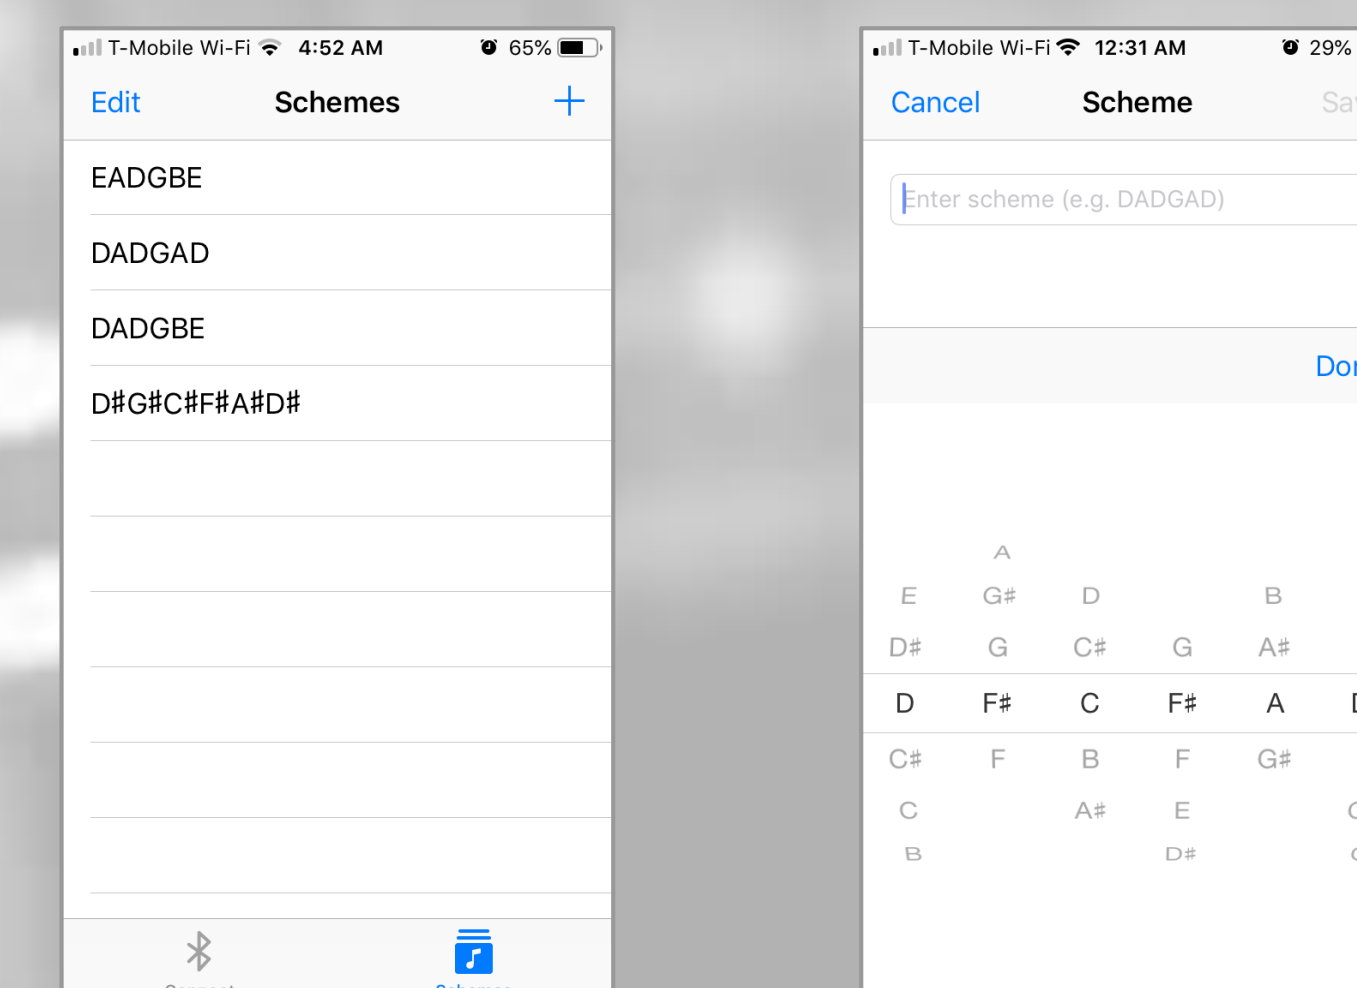 T-Mobile Wi-Fi 4:52 AM 65%
Edit Schemes +
EADGBE
DADGAD
DADGBE
D♯G♯C♯F♯A♯D♯
T-Mobile Wi-Fi 12:31 AM 29%
Cancel Scheme
Enter scheme (e.g. DADGAD)
A
E G♯ D B
D♯ G C♯ G A♯
D F♯ C F♯ A
C♯ F B F G♯
C A♯ E
B D♯